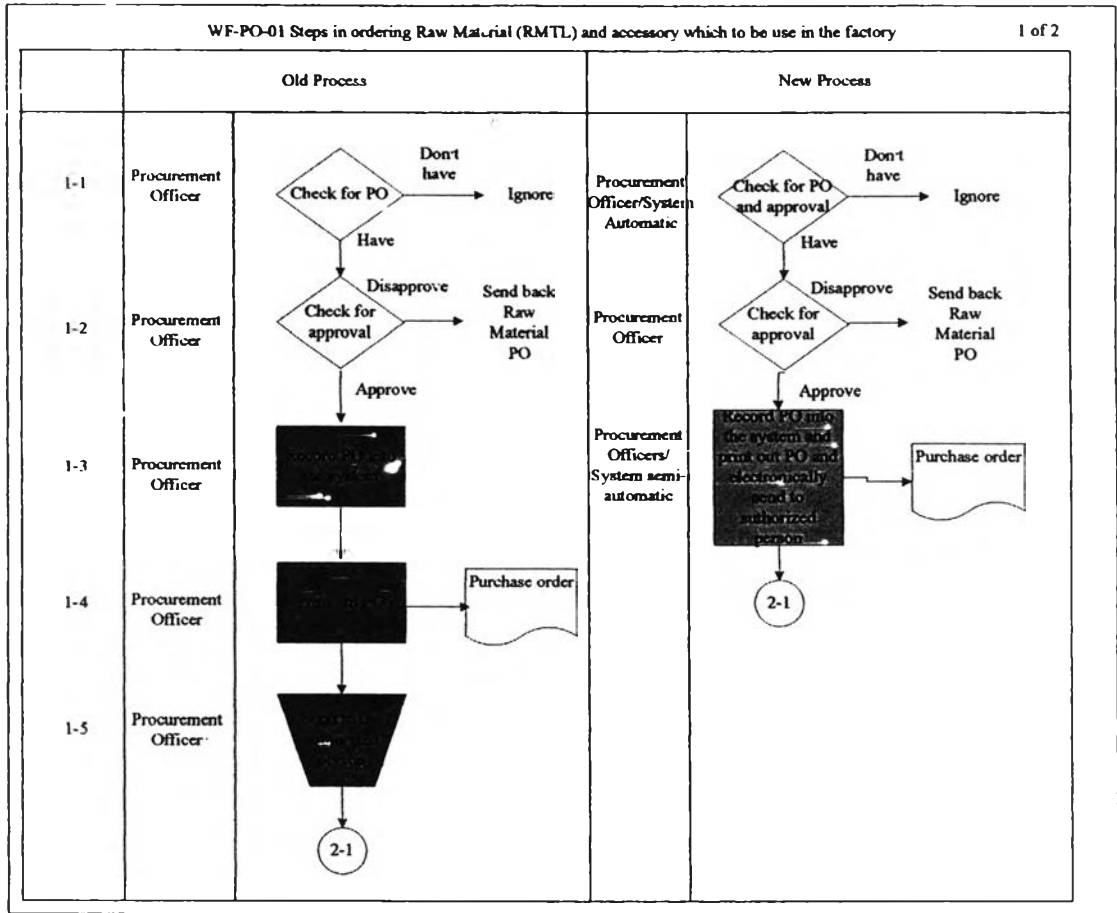 WF-PO-01 Steps in ordering Raw Material (RMTL) and accessory which to be use in the factory
1 of 2
Old Process
New Process
1-1
Procurement
Officer
Check for PO
Don't
have
Ignore
Have
Procurement
Officer/System
Automatic
Check for PO
and approval
Don't
have
Ignore
Have
1-2
Procurement
Officer
Check for
approval
Disapprove
Send back
Raw
Material
PO
Approve
Procurement
Officer
Check for
approval
Disapprove
Send back
Raw
Material
PO
Approve
1-3
Procurement
Officer
Record PO into
system
Procurement
Officers/
System semi-
automatic
Record PO into
the system and
print out PO and
electronically
send to
authorized
person
Purchase order
1-4
Procurement
Officer
Purchase order
2-1
1-5
Procurement
Officer
2-1